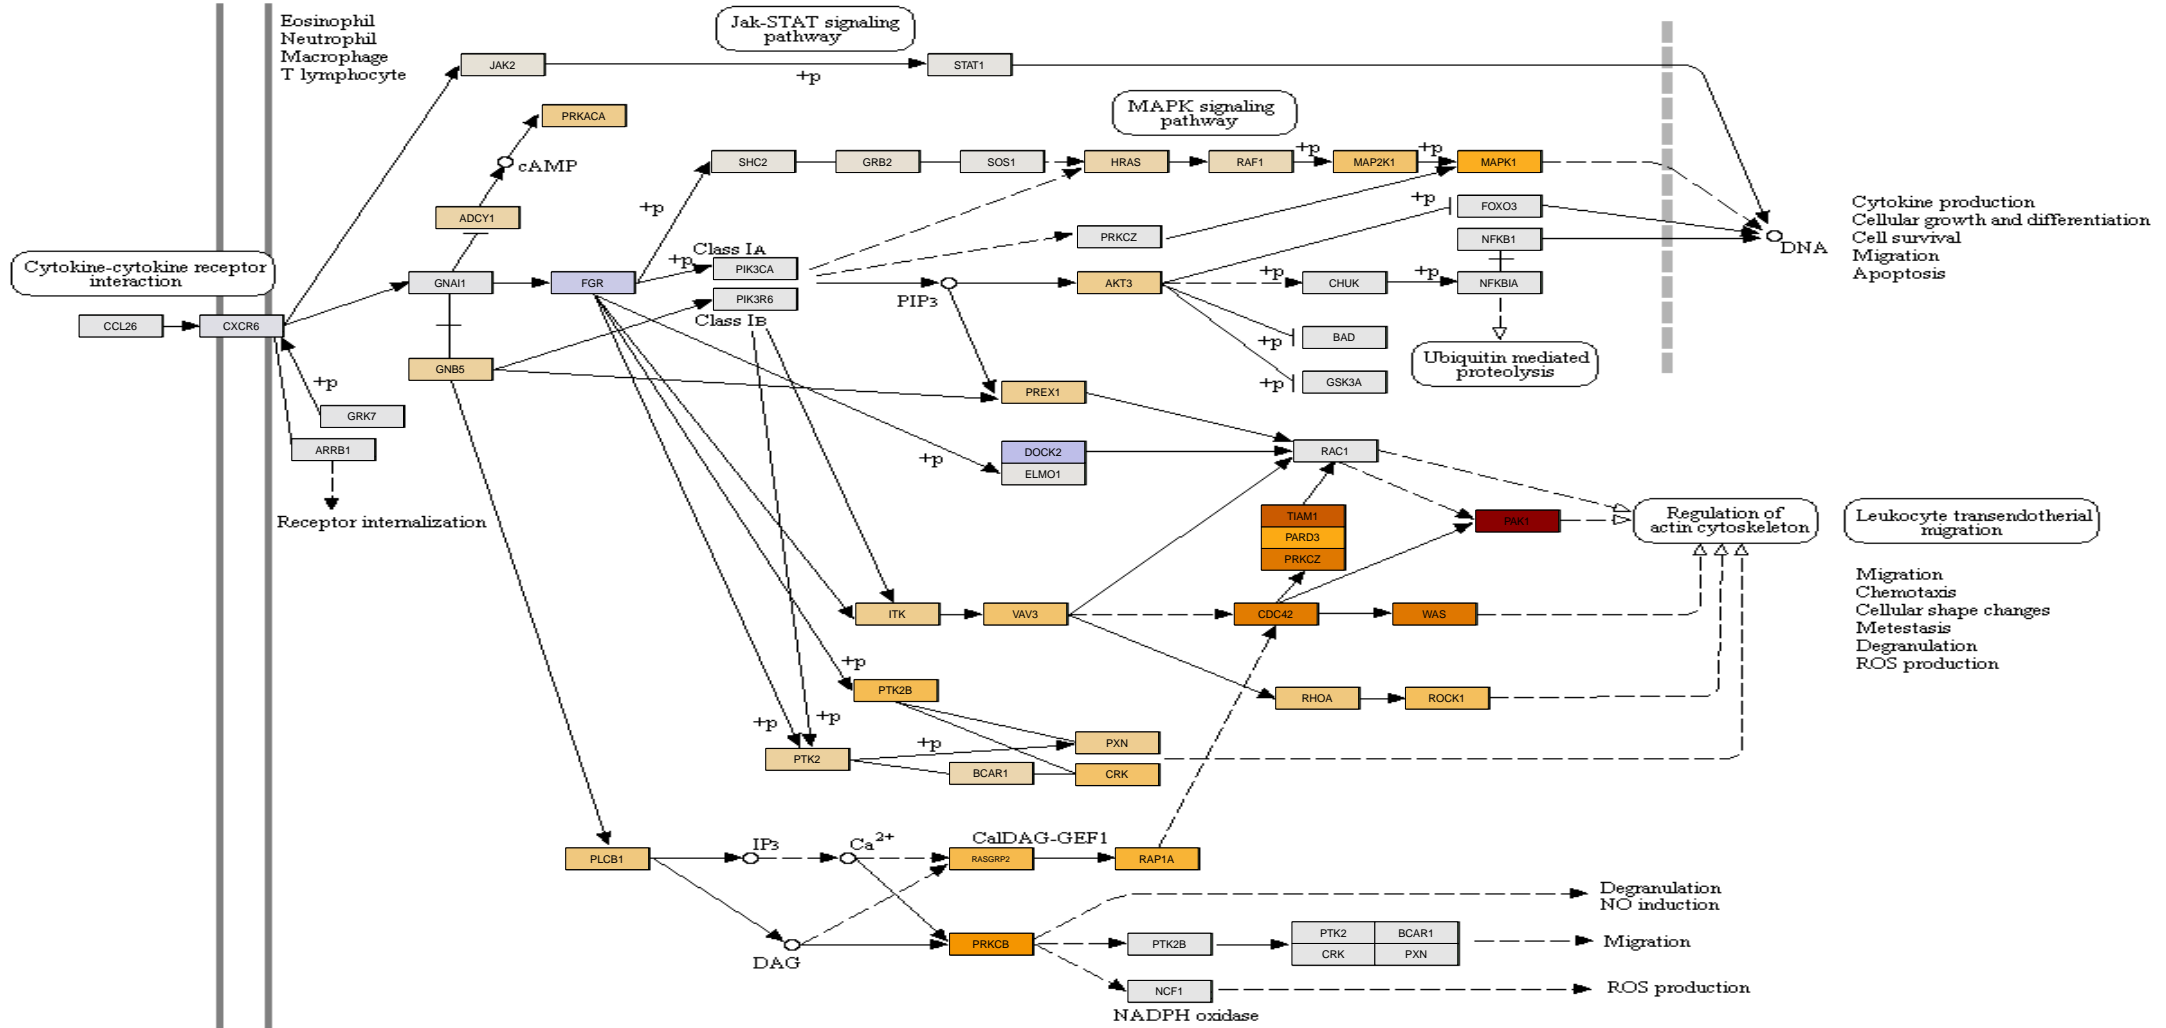 Eosinophil
Neutrophil
Macrophage
T lymphocyte
Jak-STAT signaling
pathway
JAK2
+p
STAT1
PRKACA
cAMP
ADCY1
MAPK signaling
pathway
SHC2
GRB2
SOS1
HRAS
RAF1
+p
MAP2K1
+p
MAPK1
+p
+p
FOXO3
PRKCZ
NFKB1
DNA
Cytokine production
Cellular growth and differentiation
Cell survival
Migration
Apoptosis
Cytokine-cytokine receptor
interaction
GNAI1
FGR
+p
Class IA
PIK3CA
PIK3R6
Class IB
PIP3
AKT3
+p
CHUK
+p
NFKBIA
CCL26
CXCR6
+p
BAD
Ubiquitin mediated
proteolysis
GNB5
+p
GSK3A
+p
GRK7
ARRB1
Receptor internalization
PREX1
+p
DOCK2
ELMO1
RAC1
TIAM1
PARD3
PRKCZ
PAK1
Regulation of
actin cytoskeleton
Leukocyte transendotherial
migration
Migration
Chemotaxis
Cellular shape changes
Metestasis
Degranulation
ROS production
ITK
VAV3
CDC42
WAS
+p
PTK2B
RHOA
ROCK1
+p
+p
PTK2
+p
PXN
BCAR1
CRK
PLCB1
IP3
Ca2+
CalDAG-GEF1
RASGRP2
RAP1A
DAG
PRKCB
Degranulation
NO induction
PTK2B
PTK2
BCAR1
CRK
PXN
Migration
NCF1
NADPH oxidase
ROS production